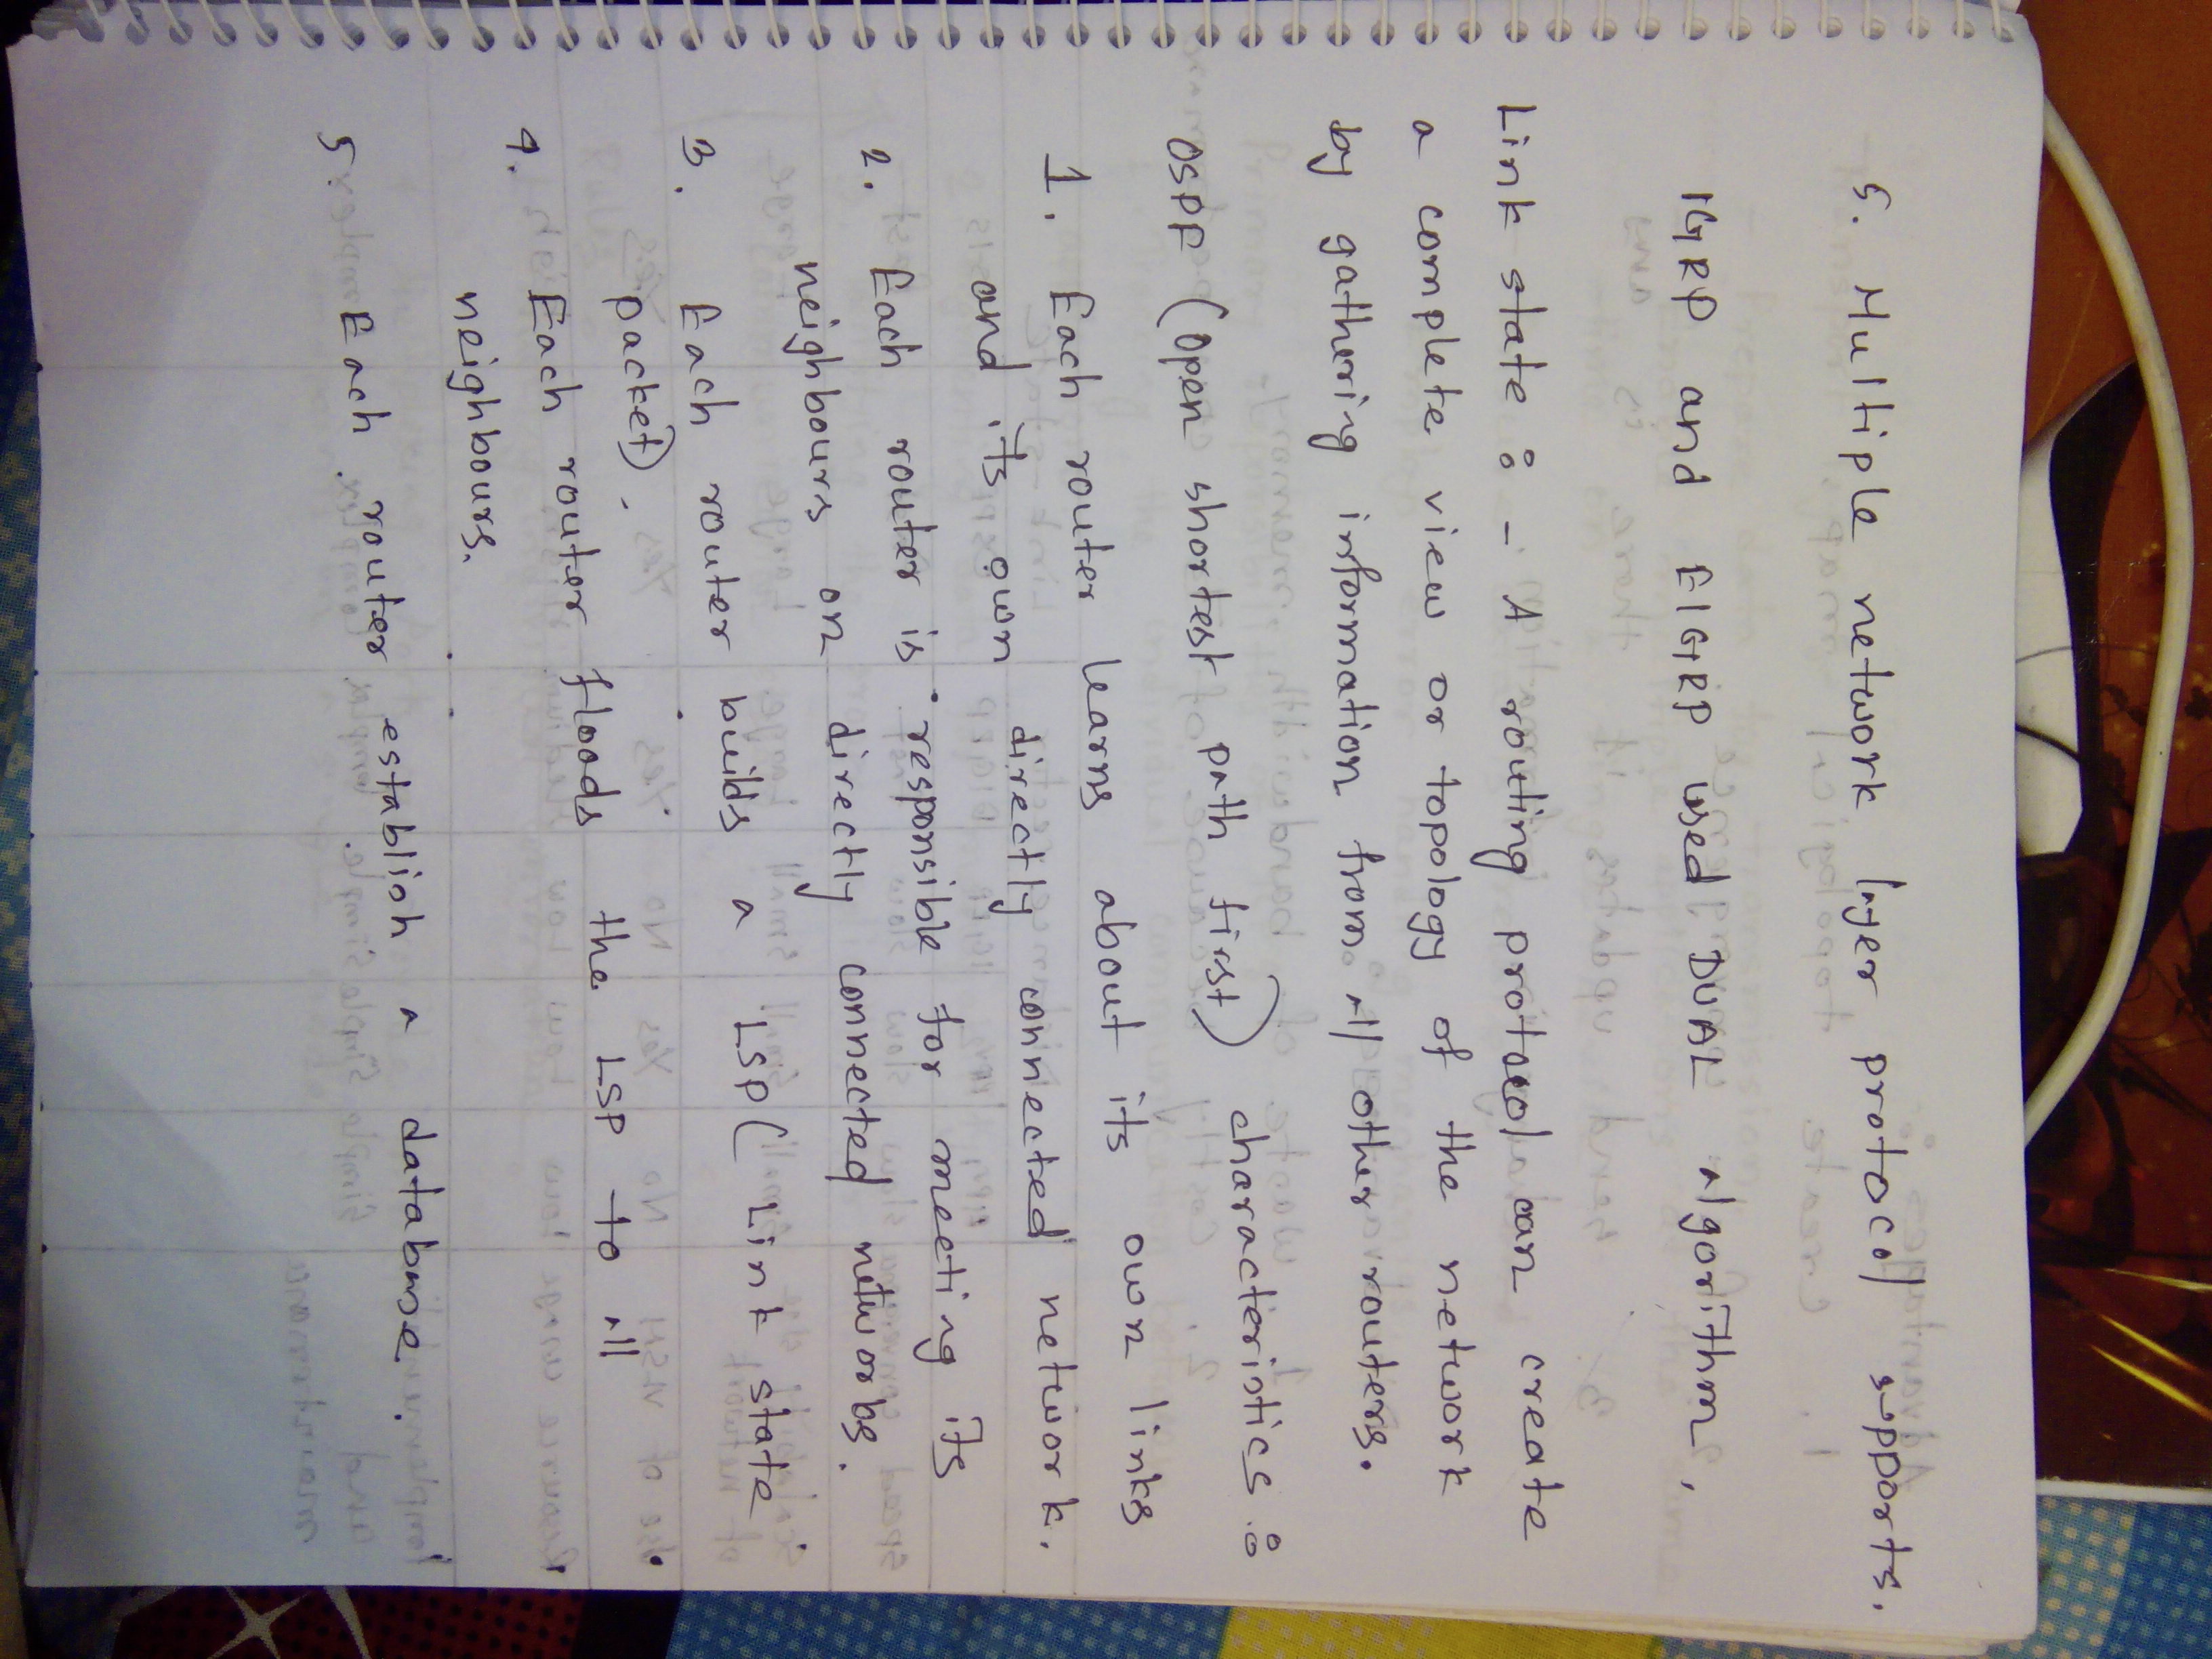 5. Multiple network layer protocol supports.
IGRP and EIGRP used DUAL algorithm,
Link state : - A routing protocol can create
a complete view or topology of the network
by gathering information from all other routers.
OSPF (Open shortest path first) characteristics :
1. Each router learns about its own links
and its own directly connected network.
2. Each router is responsible for meeting its
neighbours on directly connected networks.
3. Each router builds a LSP ( Link state
packet).
4. Each router floods the LSP to all
neighbours.
5. Each router establish a database.